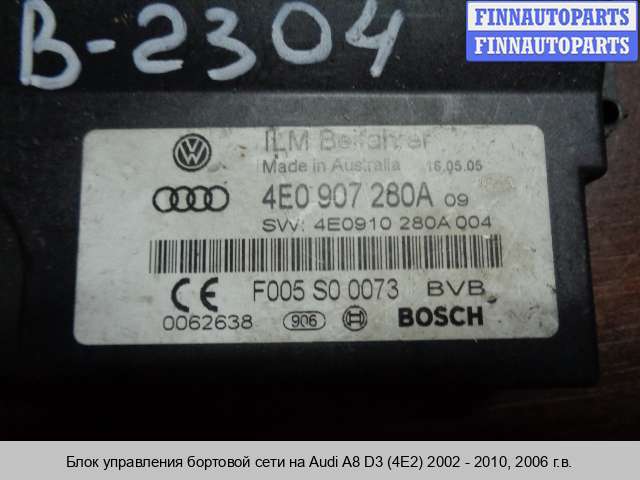 B-2304
FINNAUTOPARTS
FINNAUTOPARTS
ILM Beifahrer
Made in Australia 16.05.05
4E0 907 280A 09
SW: 4E0910 280A 004
CE F005 S0 0073 BVB
0062638 906 BOSCH
Блок управления бортовой сети на Audi A8 D3 (4E2) 2002 - 2010, 2006 г.в.